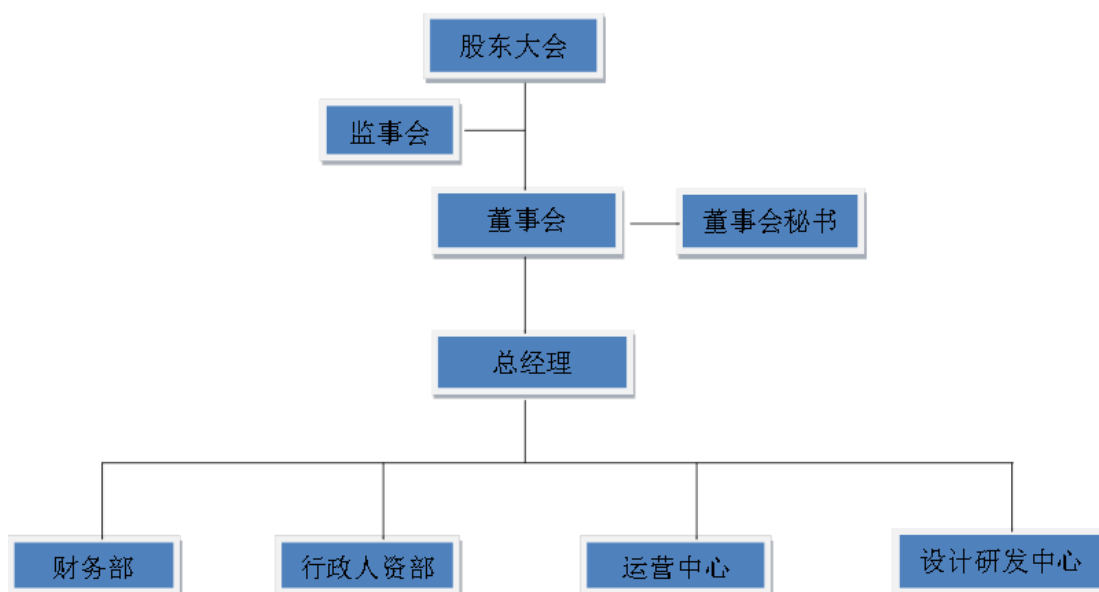 股东大会
监事会
董事会
董事会秘书
总经理
财务部
行政人资部
运营中心
设计研发中心